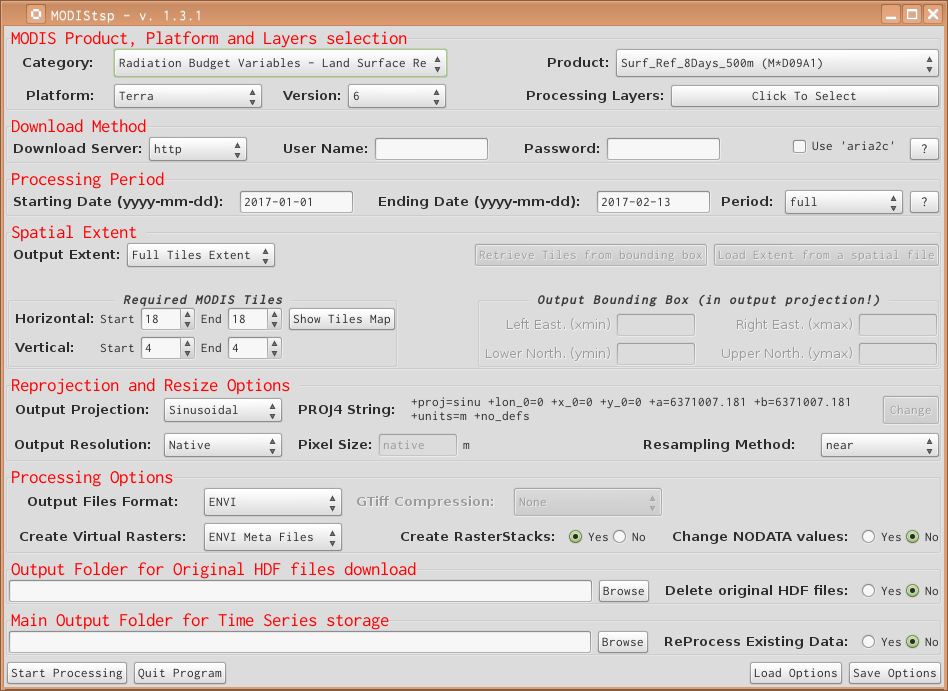 MODIStsp - v. 1.3.1
MODIS Product, Platform and Layers selection
Category: Radiation Budget Variables - Land Surface Re Product: Surf_Ref_8Days_500m (M*D09A1)
Platform: Terra Version: 6 Processing Layers: Click To Select
Download Method
Download Server: http User Name: Password: Use 'aria2c' ?
Processing Period
Starting Date (yyyy-mm-dd): 2017-01-01 Ending Date (yyyy-mm-dd): 2017-02-13 Period: full ?
Spatial Extent
Output Extent: Full Tiles Extent Retrieve Tiles from bounding box Load Extent from a spatial file
Required MODIS Tiles Output Bounding Box (in output projection!)
Horizontal: Start 18 End 18 Show Tiles Map Left East. (xmin) Right East. (xmax)
Vertical: Start 4 End 4 Lower North. (ymin) Upper North. (ymax)
Reprojection and Resize Options
Output Projection: Sinusoidal PROJ4 String: +proj=sinu +lon_0=0 +x_0=0 +y_0=0 +a=6371007.181 +b=6371007.181
+units=m +no_defs Change
Output Resolution: Native Pixel Size: native m Resampling Method: near
Processing Options
Output Files Format: ENVI GTiff Compression: None
Create Virtual Rasters: ENVI Meta Files Create RasterStacks: Yes No Change NODATA values: Yes No
Output Folder for Original HDF files download
Browse Delete original HDF files: Yes No
Main Output Folder for Time Series storage
Browse ReProcess Existing Data: Yes No
Start Processing Quit Program Load Options Save Options